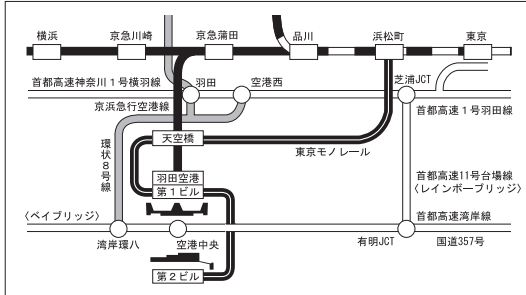 横浜
京急川崎
京急蒲田
品川
浜松町
東京
首都高速神奈川1号横羽線
羽田
空港西
芝浦JCT
京浜急行空港線
首都高速1号羽田線
天空橋
東京モノレール
環状8号線
首都高速11号台場線
〈レインボーブリッジ〉
羽田空港
第1ビル
〈ベイブリッジ〉
首都高速湾岸線
湾岸環八
空港中央
有明JCT
国道357号
第2ビル